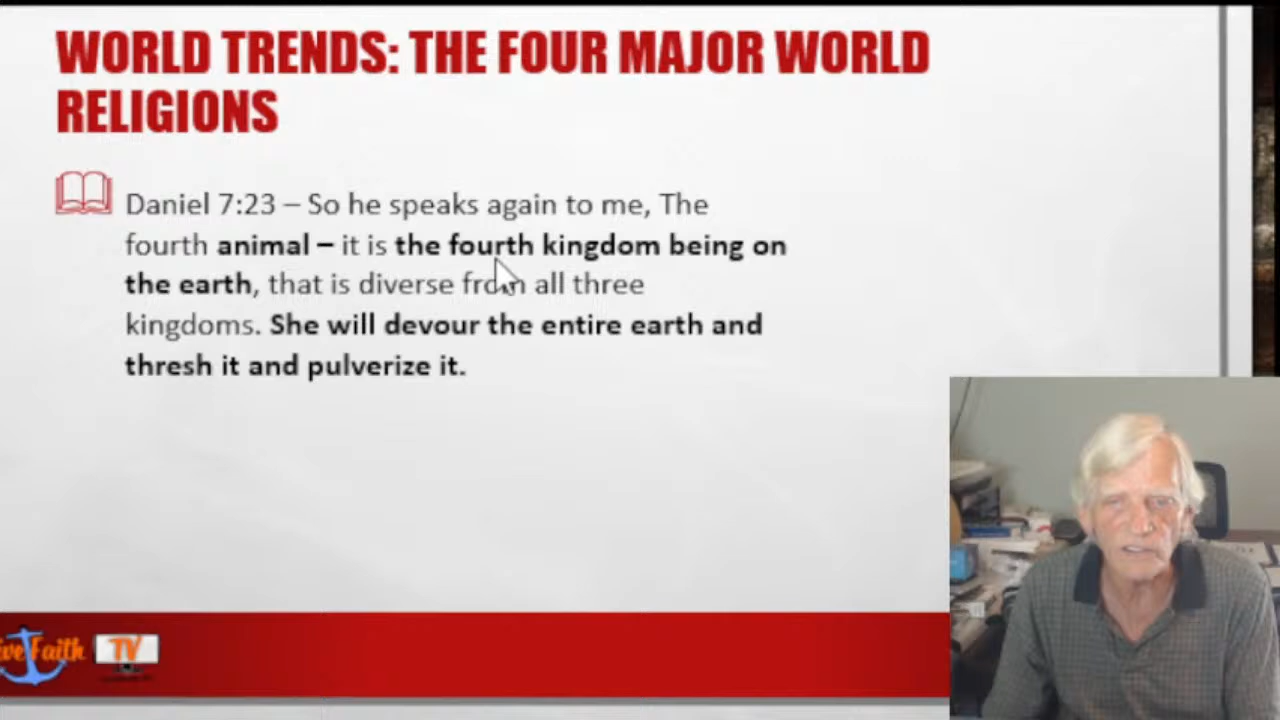 WORLD TRENDS: THE FOUR MAJOR WORLD
RELIGIONS
Daniel 7:23 – So he speaks again to me, The
fourth animal – it is the fourth kingdom being on
the earth, that is diverse from all three
kingdoms. She will devour the entire earth and
thresh it and pulverize it.
ive Faith TV